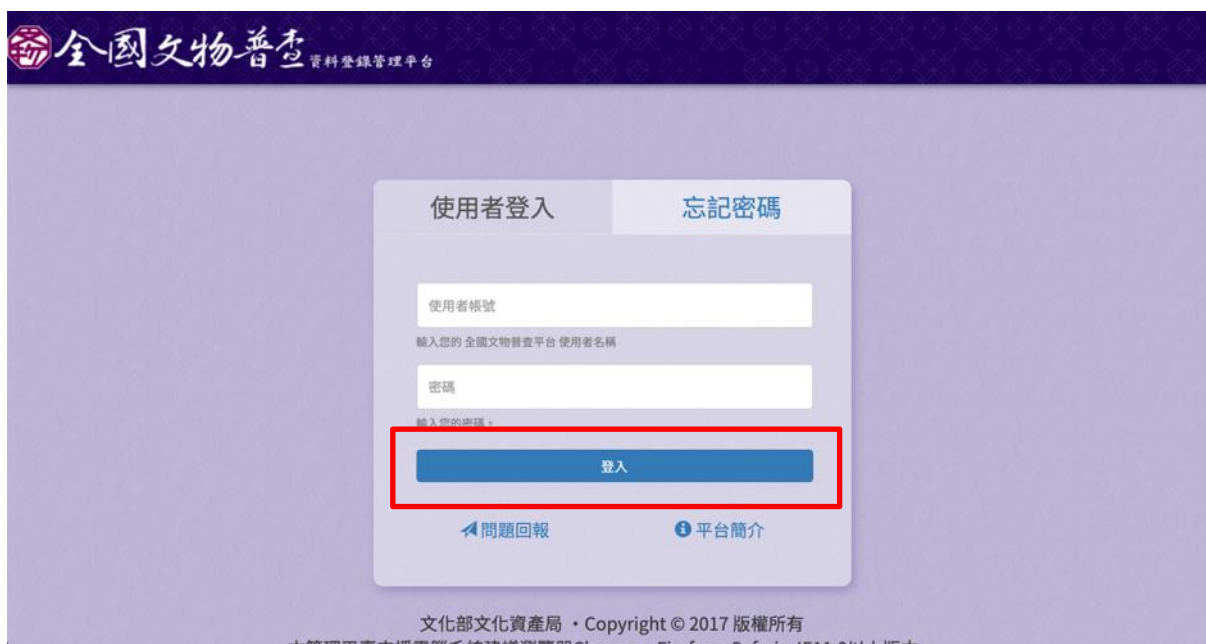 全國文物普查資料登錄管理平台
使用者登入
忘記密碼
使用者帳號
輸入您的 全國文物普查平台 使用者名稱
密碼
輸入您的密碼。
登入
問題回報
平台簡介
文化部文化資產局 ・Copyright © 2017 版權所有